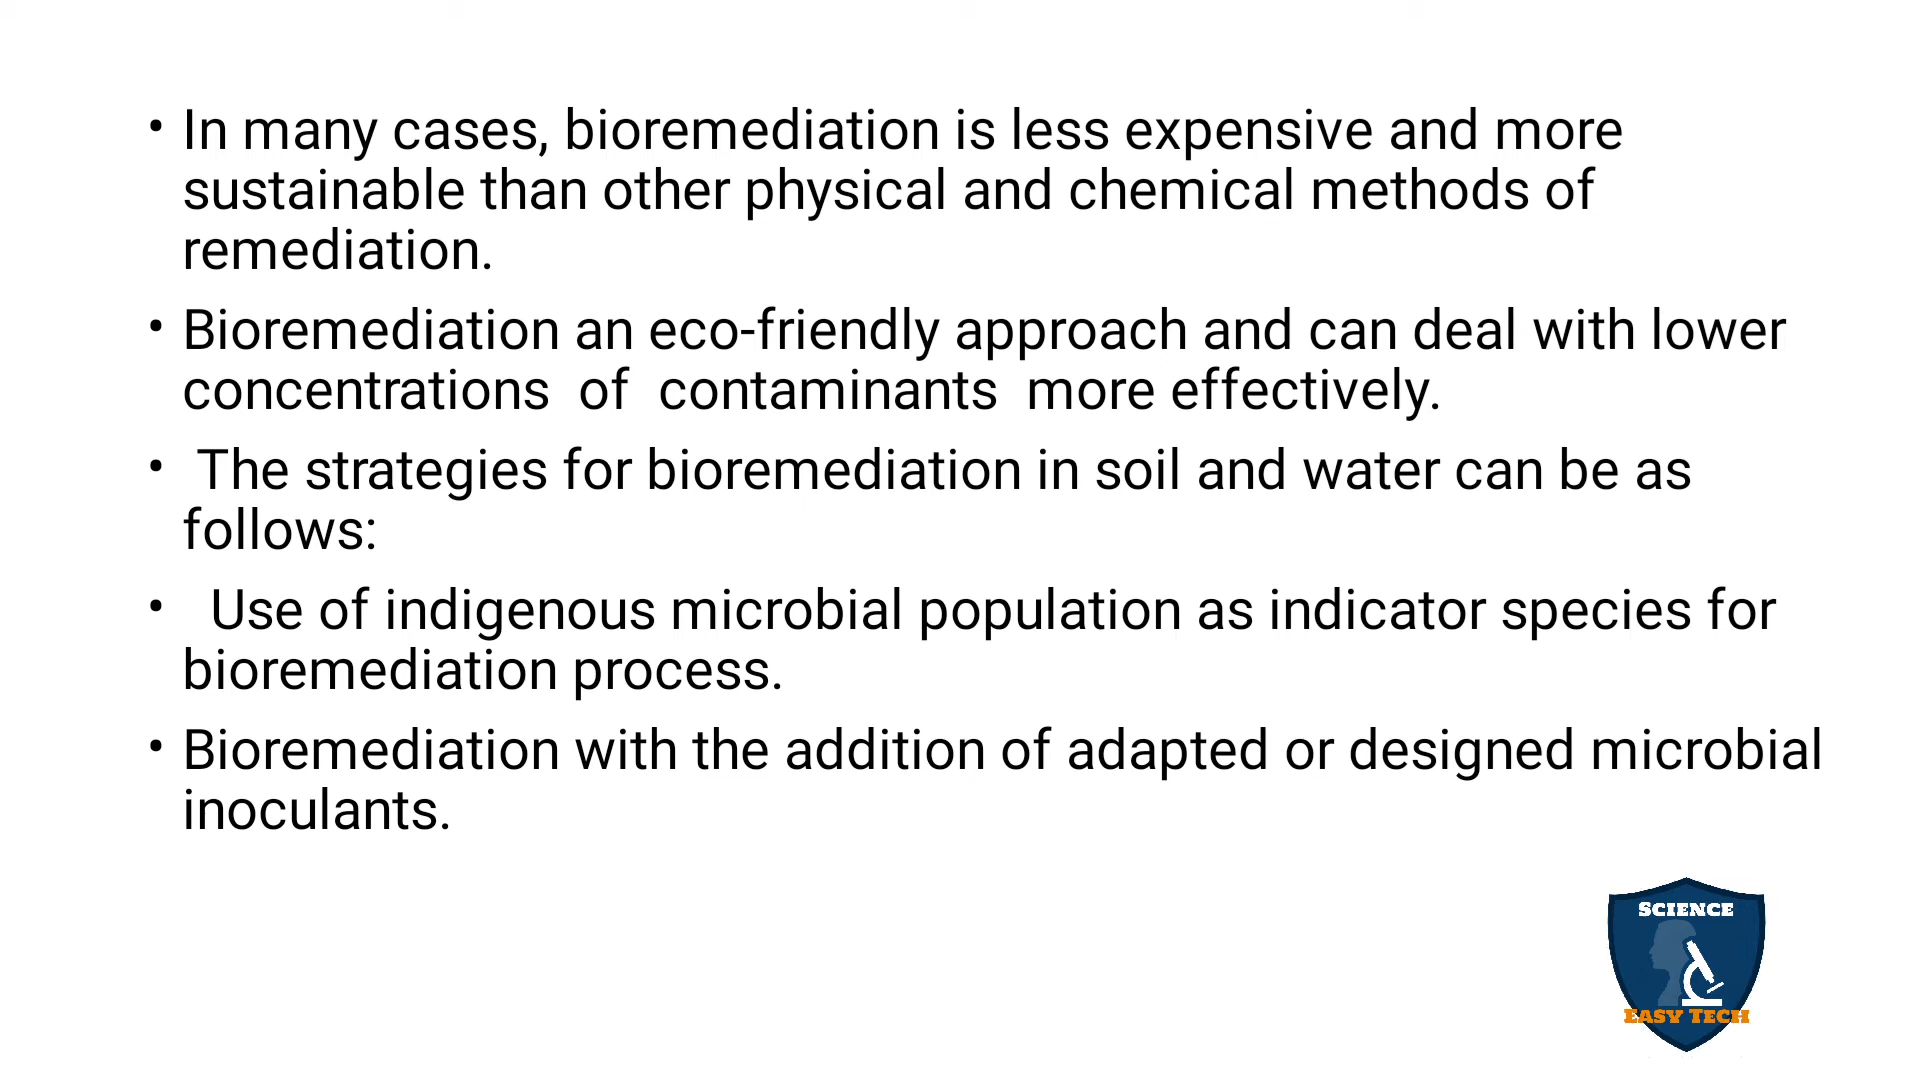 • In many cases, bioremediation is less expensive and more
sustainable than other physical and chemical methods of
remediation.
• Bioremediation an eco-friendly approach and can deal with lower
concentrations of contaminants more effectively.
• The strategies for bioremediation in soil and water can be as
follows:
• Use of indigenous microbial population as indicator species for
bioremediation process.
• Bioremediation with the addition of adapted or designed microbial
inoculants.
SCIENCE
EASY TECH